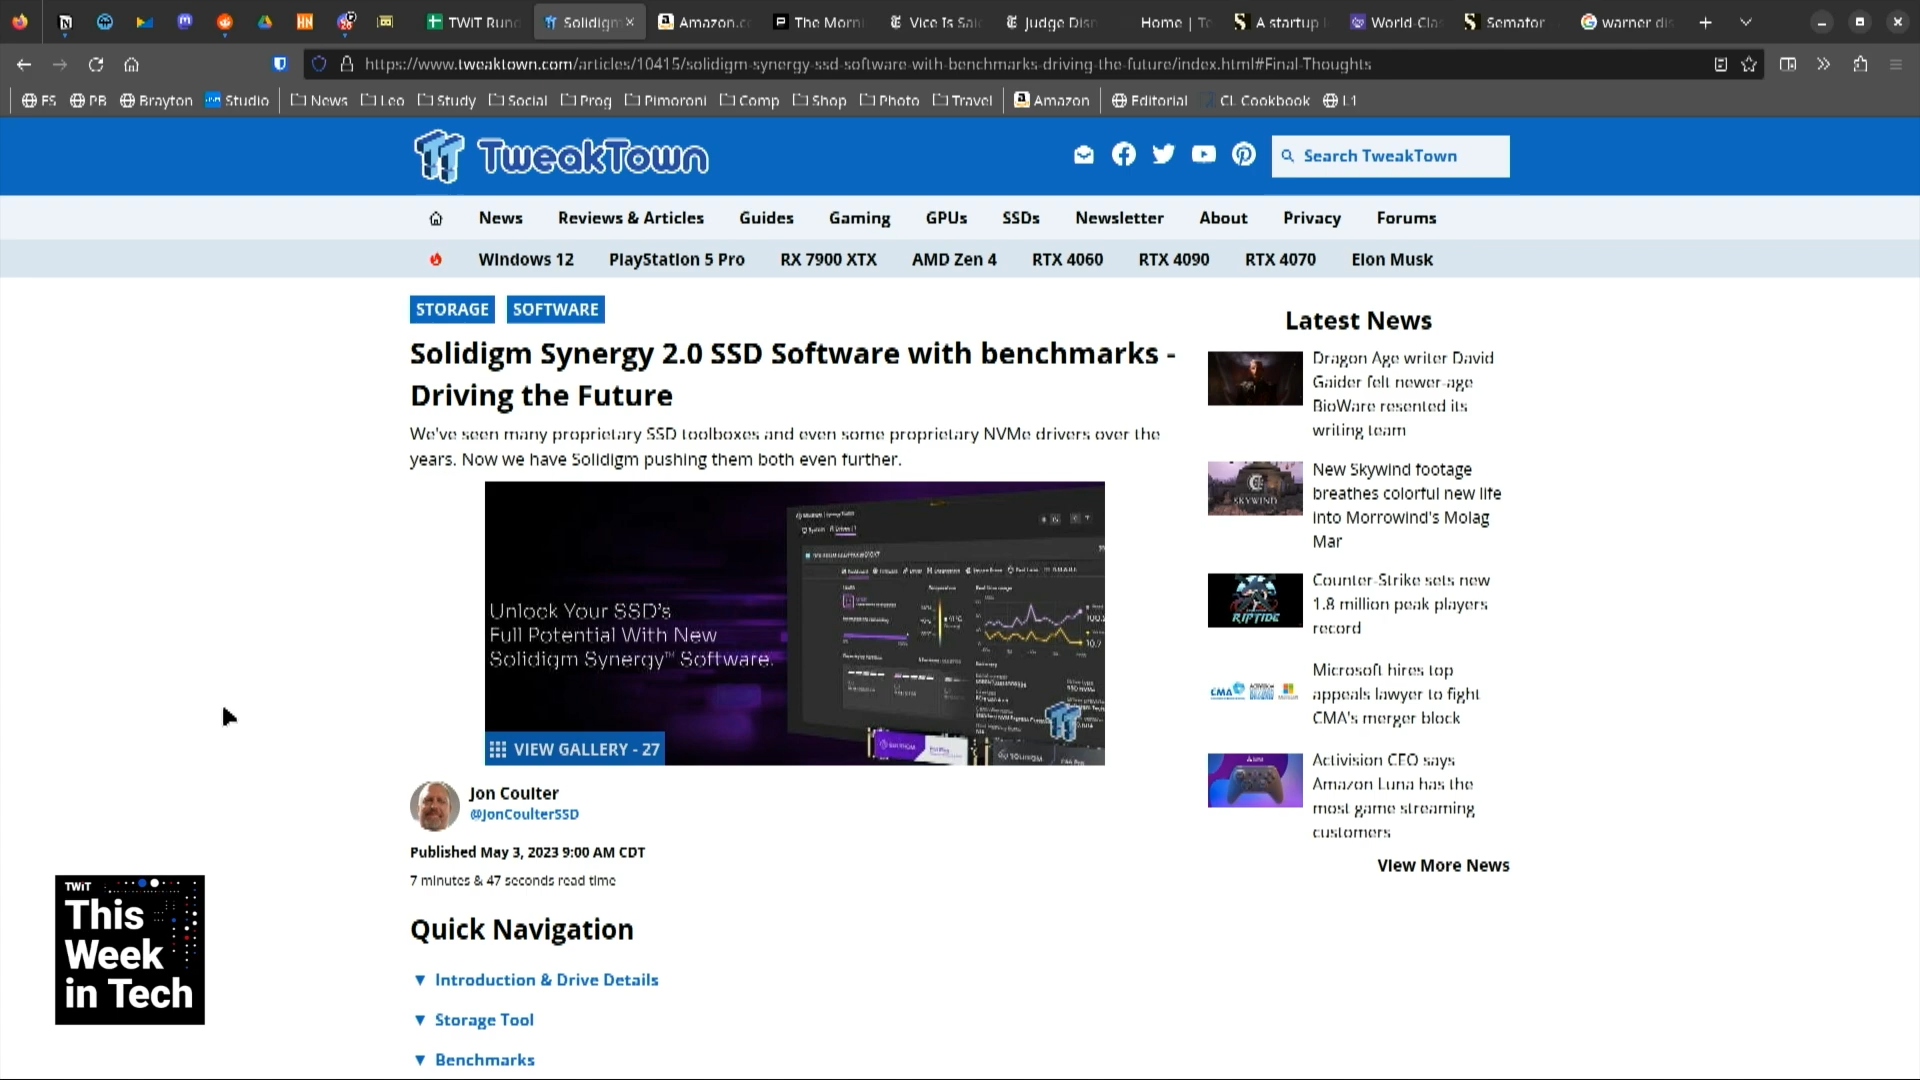 TWiT Rund
Solidigm
Amazon.co
The Morni
Vice Is Said
Judge Dism
Home | Te
A startup
World-Clas
Semafor
warner dis
https://www.tweaktown.com/articles/10415/solidigm-synergy-ssd-software-with-benchmarks-driving-the-future/index.html#Final-Thoughts
FS PB Brayton Studio News Leo Study Social Prog Pimoroni Comp Shop Photo Travel Amazon Editorial CL Cookbook L1
TweakTown
Search TweakTown
News Reviews & Articles Guides Gaming GPUs SSDs Newsletter About Privacy Forums
Windows 12 PlayStation 5 Pro RX 7900 XTX AMD Zen 4 RTX 4060 RTX 4090 RTX 4070 Elon Musk
STORAGE SOFTWARE
Solidigm Synergy 2.0 SSD Software with benchmarks -
Driving the Future
We've seen many proprietary SSD toolboxes and even some proprietary NVMe drivers over the
years. Now we have Solidigm pushing them both even further.
Unlock Your SSD's
Full Potential With New
Solidigm Synergy™ Software.
VIEW GALLERY - 27
Jon Coulter
@JonCoulterSSD
Published May 3, 2023 9:00 AM CDT
7 minutes & 47 seconds read time
Quick Navigation
▼ Introduction & Drive Details
▼ Storage Tool
▼ Benchmarks
Latest News
Dragon Age writer David
Gaider felt newer-age
BioWare resented its
writing team
SKYWIND
New Skywind footage
breathes colorful new life
into Morrowind's Molag
Mar
RIPTIDE
Counter-Strike sets new
1.8 million peak players
record
CMA
Microsoft hires top
appeals lawyer to fight
CMA's merger block
Activision CEO says
Amazon Luna has the
most game streaming
customers
View More News
TWiT
This
Week
in Tech